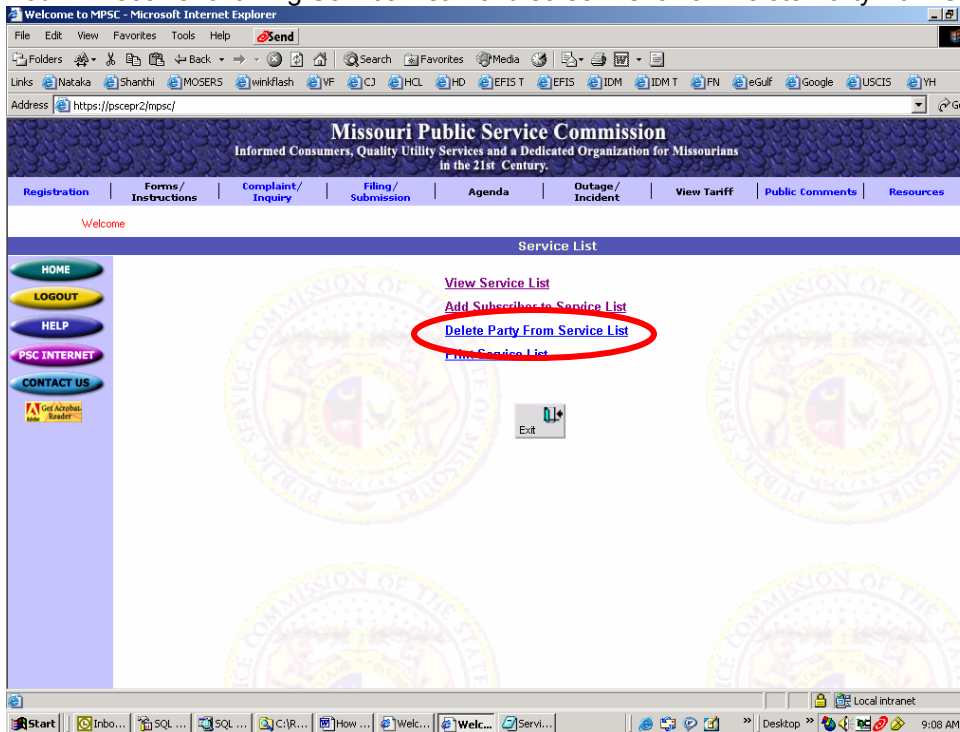 Welcome to MPSC - Microsoft Internet Explorer
File Edit View Favorites Tools Help Send
Folders Back Search Favorites Media
Links Nataka Shanthi MOSERS winkflash VF CJ HCL HD EFIS T EFIS IDM IDM T FN eGulf Google USCIS YH
Address https://pscepr2/mpsc/
Missouri Public Service Commission
Informed Consumers, Quality Utility Services and a Dedicated Organization for Missourians
in the 21st Century.
Registration Forms/ Instructions Complaint/ Inquiry Filing/ Submission Agenda Outage/ Incident View Tariff Public Comments Resources
Welcome
Service List
HOME
LOGOUT
HELP
PSC INTERNET
CONTACT US
Get Acrobat
Adobe Reader
View Service List
Add Subscriber to Service List
Delete Party From Service List
Print Service List
Exit
Local intranet
Start Inbo... SQL ... SQL ... C:\R... How ... Welc... Welc... Servi... Desktop 9:08 AM